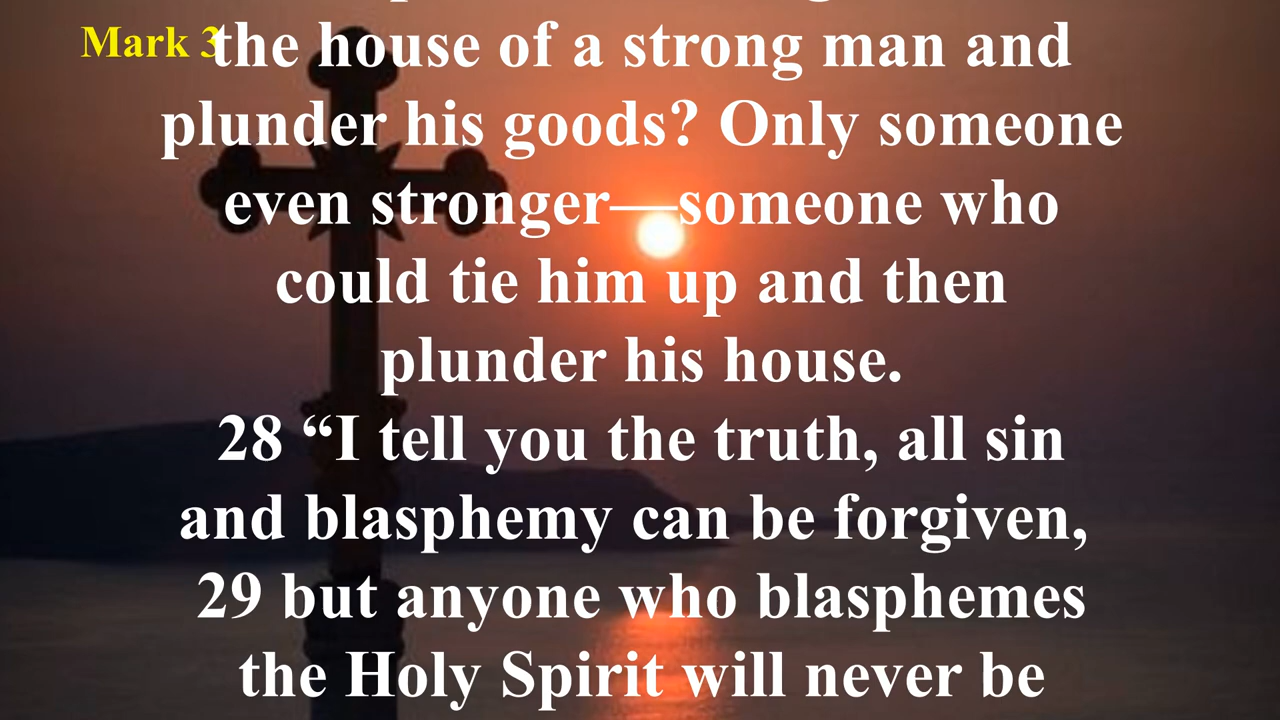 Mark 3
the house of a strong man and
plunder his goods? Only someone
even stronger—someone who
could tie him up and then
plunder his house.
28 “I tell you the truth, all sin
and blasphemy can be forgiven,
29 but anyone who blasphemes
the Holy Spirit will never be